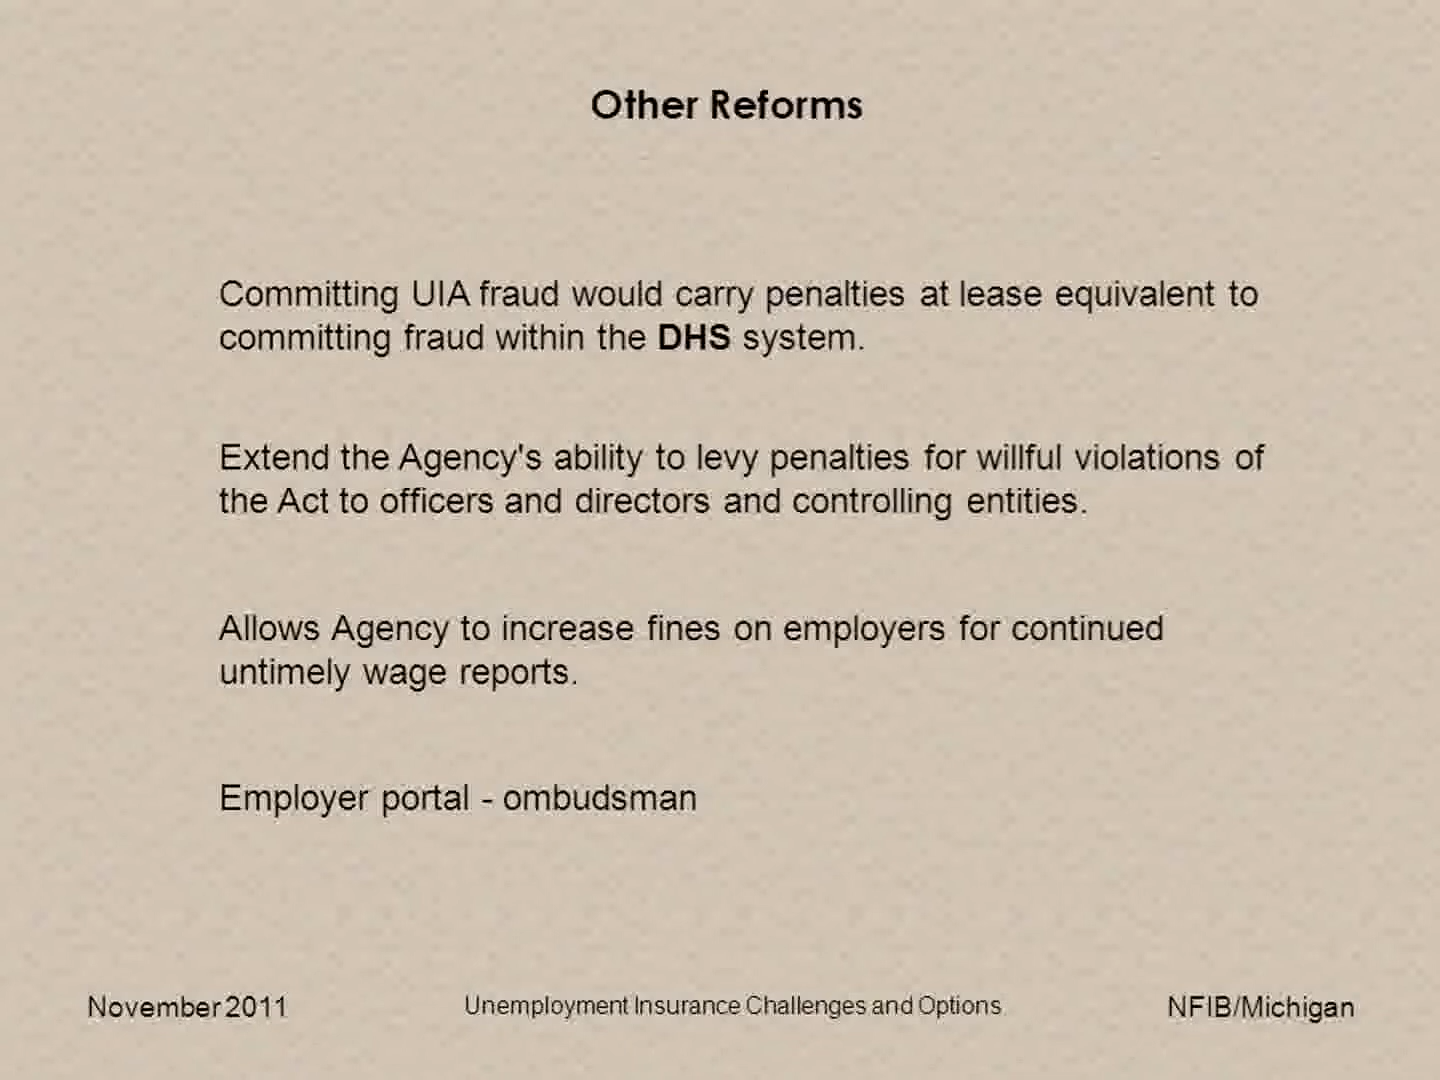 Other Reforms
Committing UIA fraud would carry penalties at lease equivalent to
committing fraud within the DHS system.
Extend the Agency's ability to levy penalties for willful violations of
the Act to officers and directors and controlling entities.
Allows Agency to increase fines on employers for continued
untimely wage reports.
Employer portal - ombudsman
November 2011
Unemployment Insurance Challenges and Options
NFIB/Michigan